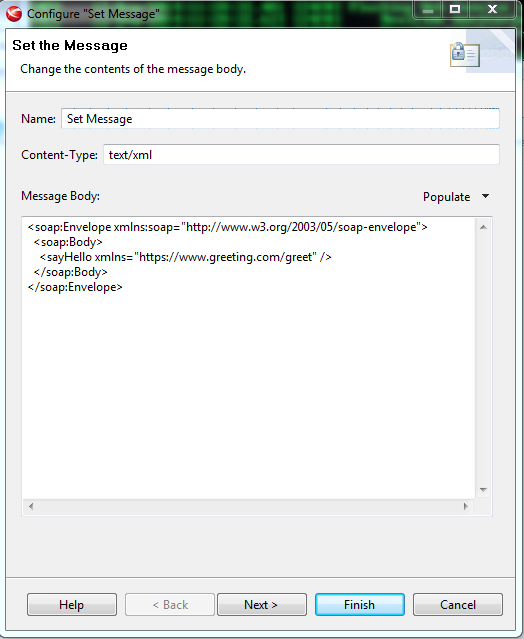 Configure "Set Message"
Set the Message
Change the contents of the message body.
Name: Set Message
Content-Type: text/xml
Message Body: Populate
<soap:Envelope xmlns:soap="http://www.w3.org/2003/05/soap-envelope">
<soap:Body>
<sayHello xmlns="https://www.greeting.com/greet" />
</soap:Body>
</soap:Envelope>
Help < Back Next > Finish Cancel